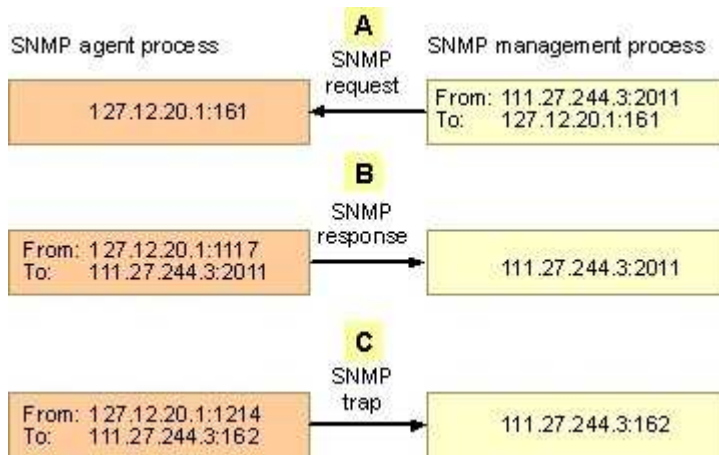 A
SNMP agent process
SNMP management process
SNMP
request
127.12.20.1:161
From: 111.27.244.3:2011
To: 127.12.20.1:161
B
SNMP
response
From: 127.12.20.1:1117
To: 111.27.244.3:2011
111.27.244.3:2011
C
SNMP
trap
From: 127.12.20.1:1214
To: 111.27.244.3:162
111.27.244.3:162